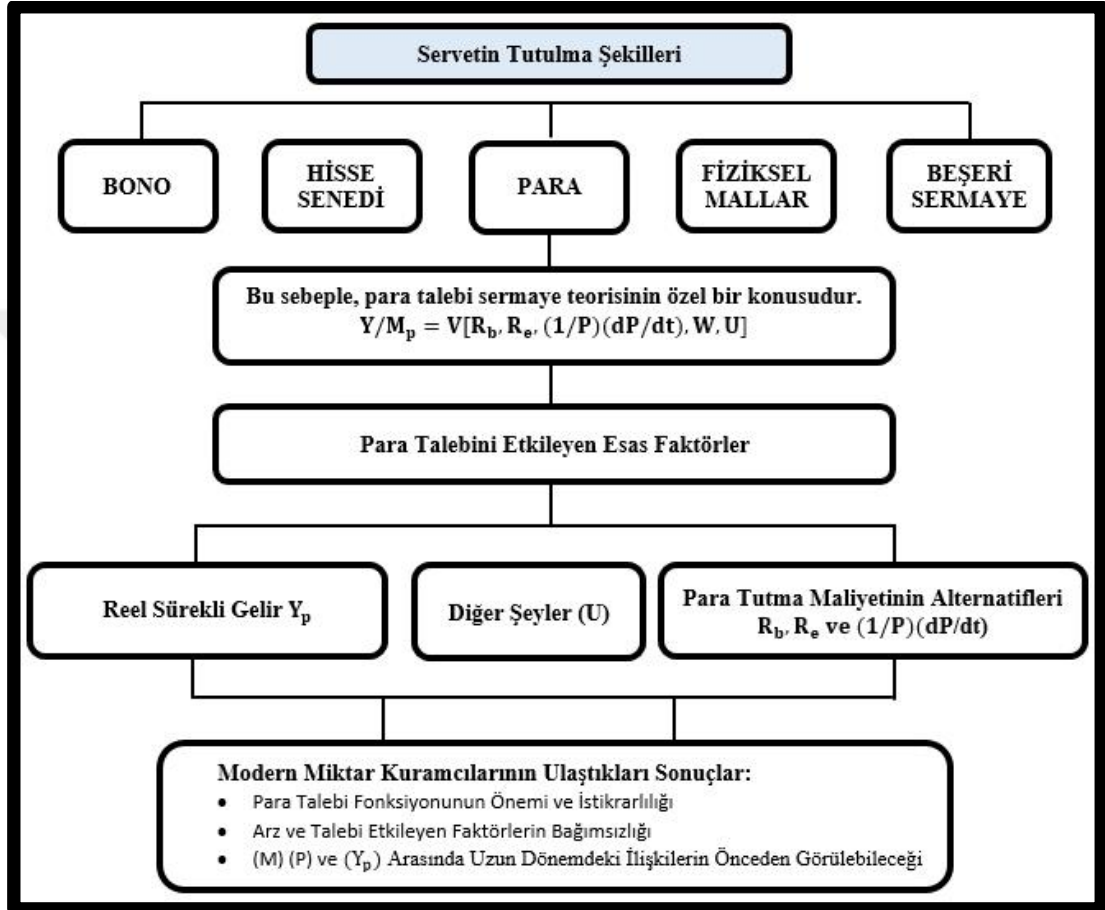 Servetin Tutulma Şekilleri
BONO
HİSSE
SENEDİ
PARA
FİZİKSEL
MALLAR
BEŞERİ
SERMAYE
Bu sebeple, para talebi sermaye teorisinin özel bir konusudur.
Y/Mₚ = V[R_b, Rₑ, (1/P)(dP/dt), W, U]
Para Talebini Etkileyen Esas Faktörler
Reel Sürekli Gelir Yₚ
Diğer Şeyler (U)
Para Tutma Maliyetinin Alternatifleri
R_b, Rₑ ve (1/P)(dP/dt)
Modern Miktar Kuramcılarının Ulaştıkları Sonuçlar:
• Para Talebi Fonksiyonunun Önemi ve İstikrarlılığı
• Arz ve Talebi Etkileyen Faktörlerin Bağımsızlığı
• (M) (P) ve (Yₚ) Arasında Uzun Dönemdeki İlişkilerin Önceden Görülebileceği